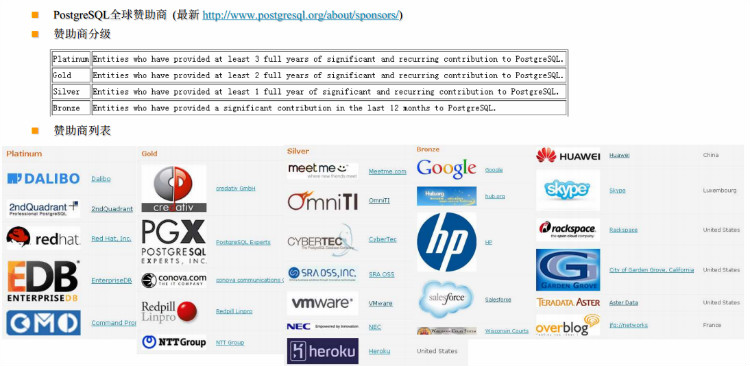 PostgreSQL全球赞助商 (最新 http://www.postgresql.org/about/sponsors/)
赞助商分级
Platinum Entities who have provided at least 3 full years of significant and recurring contribution to PostgreSQL.
Gold Entities who have provided at least 2 full years of significant and recurring contribution to PostgreSQL.
Silver Entities who have provided at least 1 full year of significant and recurring contribution to PostgreSQL.
Bronze Entities who have provided a significant contribution in the last 12 months to PostgreSQL.
赞助商列表
Platinum
DALIBO Dalibo
2ndQuadrant Professional PostgreSQL 2ndQuadrant
redhat. Red Hat, Inc.
EDB ENTERPRISEDB EnterpriseDB
CMD Command Pro
Gold
creativ credativ GmbH
PGX POSTGRESQL EXPERTS, INC. PostgreSQL Experts
conova.com THE IT COMPANY conova communications
Redpill Linpro Redpill Linpro
NTT Group NTT Group
Silver
meetme Meetme.com
OmniTI OmniTI
CYBERTEC CyberTec
SRA OSS, INC. SRA OSS
vmware VMware
NEC Empowered by Innovation NEC
heroku Heroku
Bronze
Google Google
hub.org
hp HP
salesforce Salesforce
Wisconsin Courts
United States
HUAWEI Huawei China
skype Skype Luxembourg
rackspace. Rackspace United States
GARDEN GROVE City of Garden Grove, California United States
TERADATA ASTER Aster Data United States
overblog France